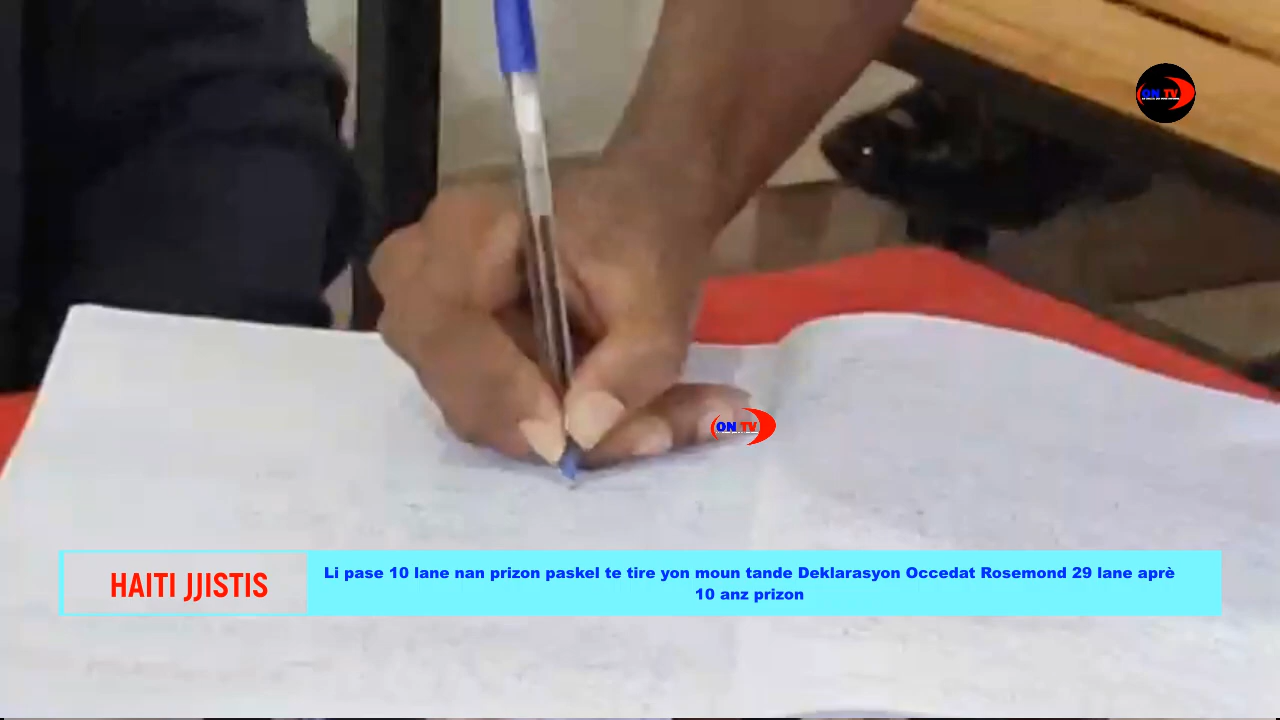 ON TV
ON TV
HAITI JJISTIS
Li pase 10 lane nan prizon paskel te tire yon moun tande Deklarasyon Occedat Rosemond 29 lane aprè
10 anz prizon